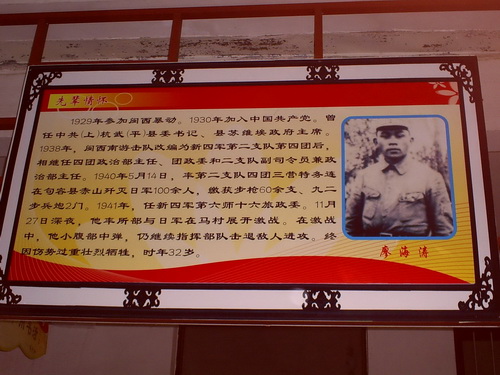 先辈情怀
1929年参加闽西暴动。1930年加入中国共产党。曾
任中共(上)杭武(平)县委书记、县苏维埃政府主席。
1938年，闽西第游击队改编为新四军第二支队第四团后，
相继任四团政治部主任、团政委和二支队副司令员兼政
治部主任。1940年5月14日，率第二支队四团三营特务连
在句容县赤山歼灭日军100余人，缴获步枪60余支、九二
步兵炮2门。1941年，任新四军第六师十六旅政委。11月
27日深夜，他率所部与日军在马村展开激战。在激战
中，他小腹部中弹，仍继续指挥部队击退敌人进攻。终
因伤势过重壮烈牺牲，时年32岁。
廖海涛